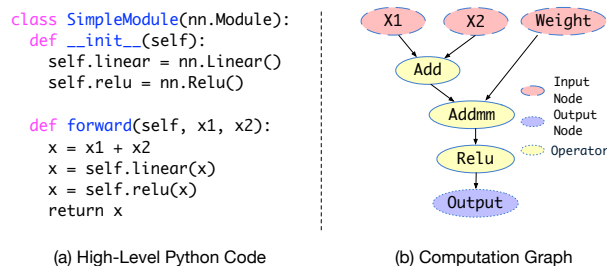 class SimpleModule(nn.Module):
  def __init__(self):
    self.linear = nn.Linear()
    self.relu = nn.Relu()

  def forward(self, x1, x2):
    x = x1 + x2
    x = self.linear(x)
    x = self.relu(x)
    return x
(a) High-Level Python Code
X1 X2 Weight
Add
Addmm
Relu
Output
Input
Node
Output
Node
Operator
(b) Computation Graph